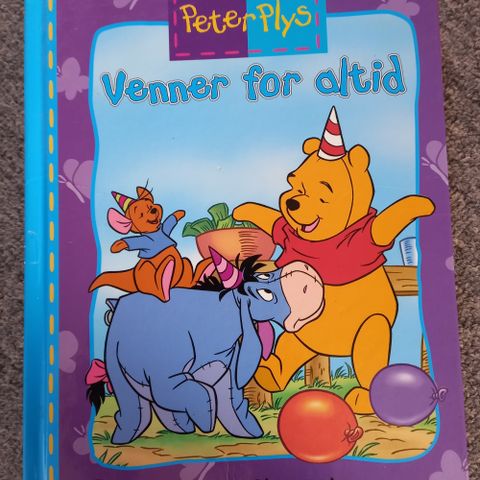 Peter Plys
Venner for altid